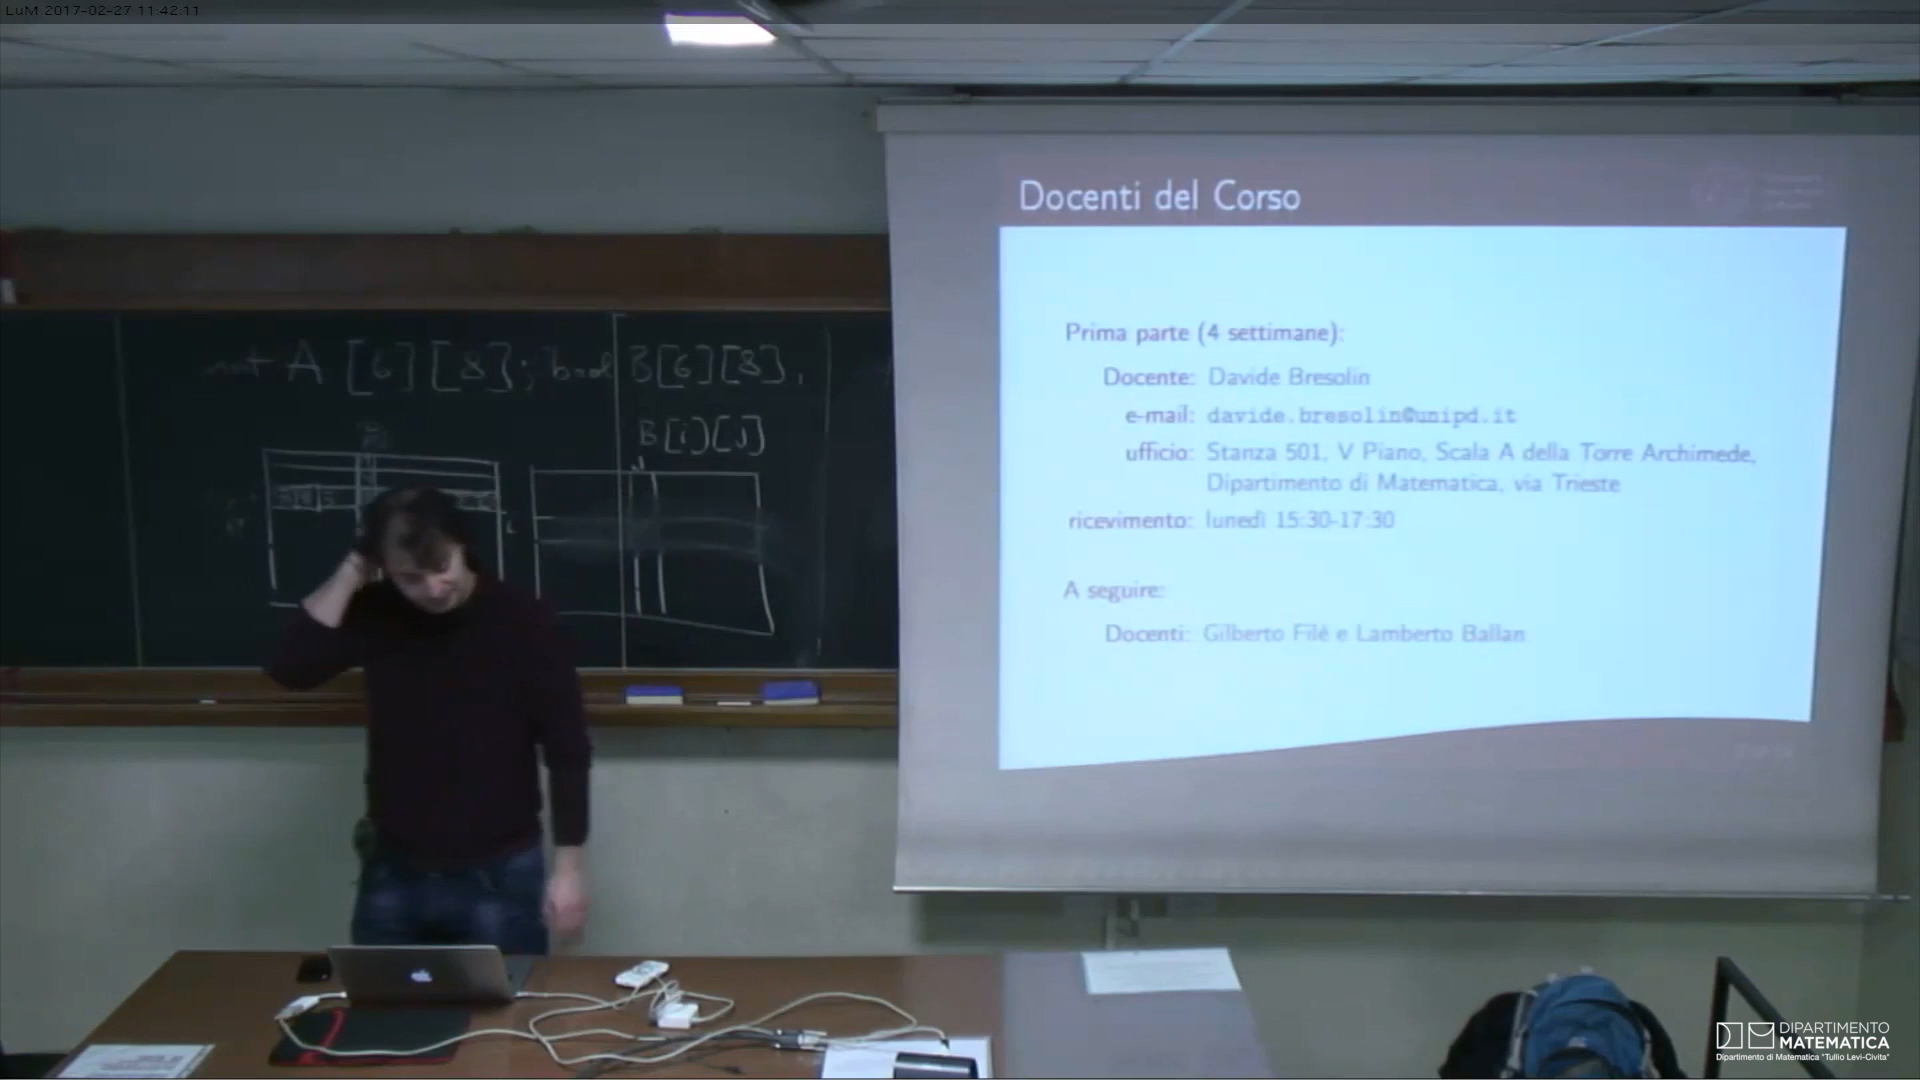 LuM 2017-02-27 11:42:11
Docenti del Corso
Prima parte (4 settimane):
Docente: Davide Bresolin
e-mail: davide.bresolin@unipd.it
ufficio: Stanza 501, V Piano, Scala A della Torre Archimede,
Dipartimento di Matematica, via Trieste
ricevimento: lunedì 15:30-17:30
A seguire:
Docenti: Gilberto Filè e Lamberto Ballan
int A [6][8]; bool B[6][8],
B[i][j]
DIPARTIMENTO
MATEMATICA
Dipartimento di Matematica "Tullio Levi-Civita"